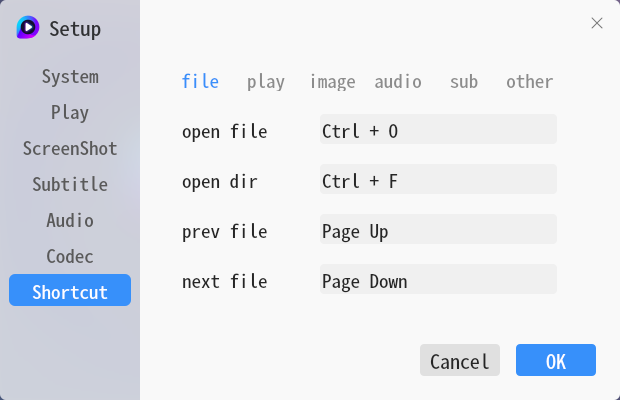 Setup
System
Play
ScreenShot
Subtitle
Audio
Codec
Shortcut
file play image audio sub other
open file Ctrl + O
open dir Ctrl + F
prev file Page Up
next file Page Down
Cancel OK